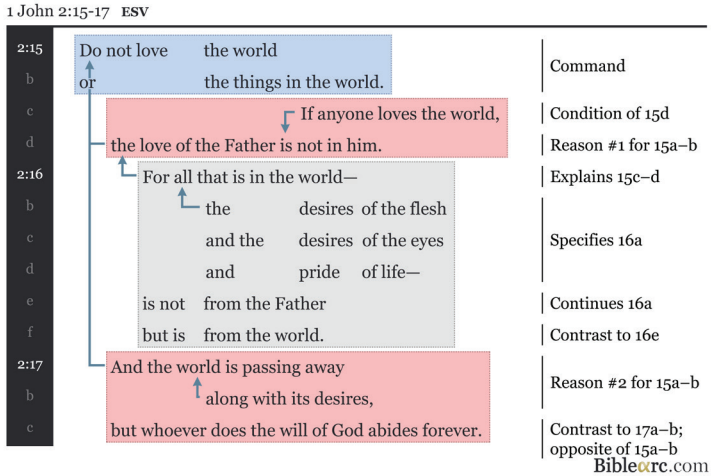 1 John 2:15-17 ESV
2:15 Do not love the world
b or the things in the world.
Command
c If anyone loves the world, Condition of 15d
d the love of the Father is not in him. Reason #1 for 15a–b
2:16 For all that is in the world— Explains 15c–d
b the desires of the flesh
c and the desires of the eyes Specifies 16a
d and pride of life—
e is not from the Father Continues 16a
f but is from the world. Contrast to 16e
2:17 And the world is passing away
Reason #2 for 15a–b
b along with its desires,
c but whoever does the will of God abides forever. Contrast to 17a–b;
opposite of 15a–b
Biblearc.com